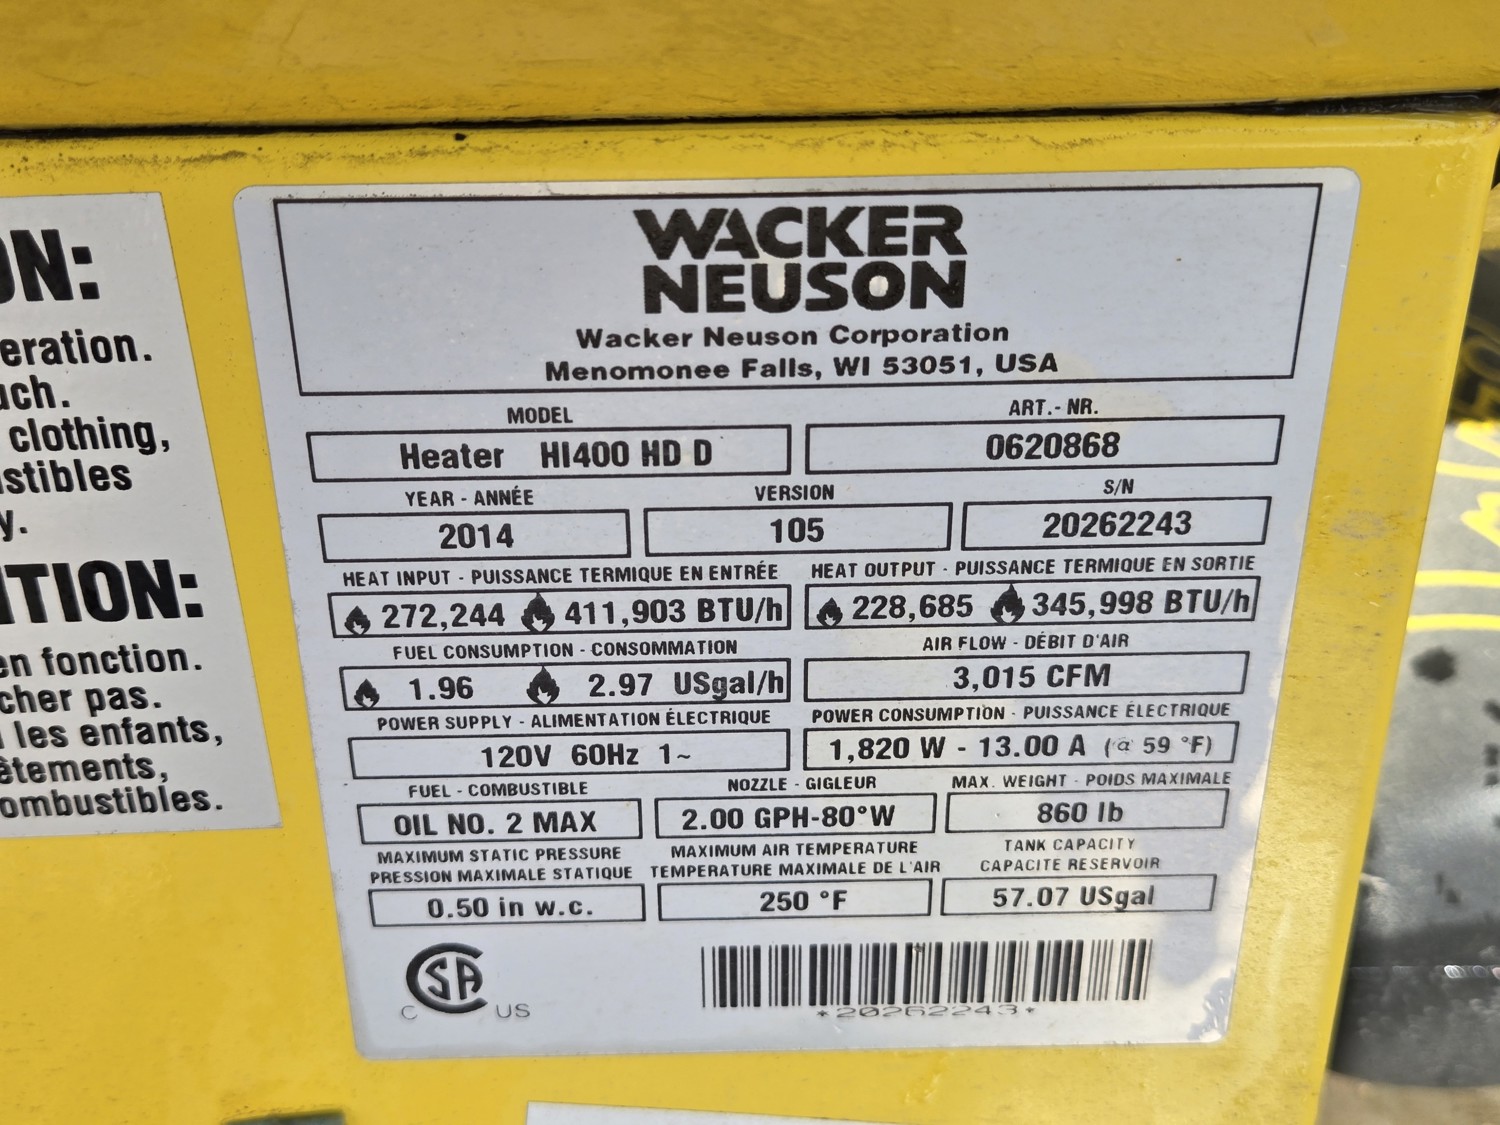 ON:
eration.
uch.
clothing,
stibles
y.
TION:
en fonction.
cher pas.
les enfants,
êtements,
ombustibles.
WACKER
NEUSON
Wacker Neuson Corporation
Menomonee Falls, WI 53051, USA
MODEL
Heater HI400 HD D
ART.- NR.
0620868
YEAR - ANNÉE
2014
VERSION
105
S/N
20262243
HEAT INPUT - PUISSANCE TERMIQUE EN ENTRÉE
272,244 411,903 BTU/h
HEAT OUTPUT - PUISSANCE TERMIQUE EN SORTIE
228,685 345,998 BTU/h
FUEL CONSUMPTION - CONSOMMATION
1.96 2.97 USgal/h
AIR FLOW - DÉBIT D'AIR
3,015 CFM
POWER SUPPLY - ALIMENTATION ÉLECTRIQUE
120V 60Hz 1~
POWER CONSUMPTION - PUISSANCE ÉLECTRIQUE
1,820 W - 13.00 A (@ 59 °F)
FUEL - COMBUSTIBLE
OIL NO. 2 MAX
NOZZLE - GIGLEUR
2.00 GPH-80°W
MAX. WEIGHT - POIDS MAXIMALE
860 lb
MAXIMUM STATIC PRESSURE
PRESSION MAXIMALE STATIQUE
0.50 in w.c.
MAXIMUM AIR TEMPERATURE
TEMPERATURE MAXIMALE DE L'AIR
250 °F
TANK CAPACITY
CAPACITE RESERVOIR
57.07 USgal
C SA US
*20262243*